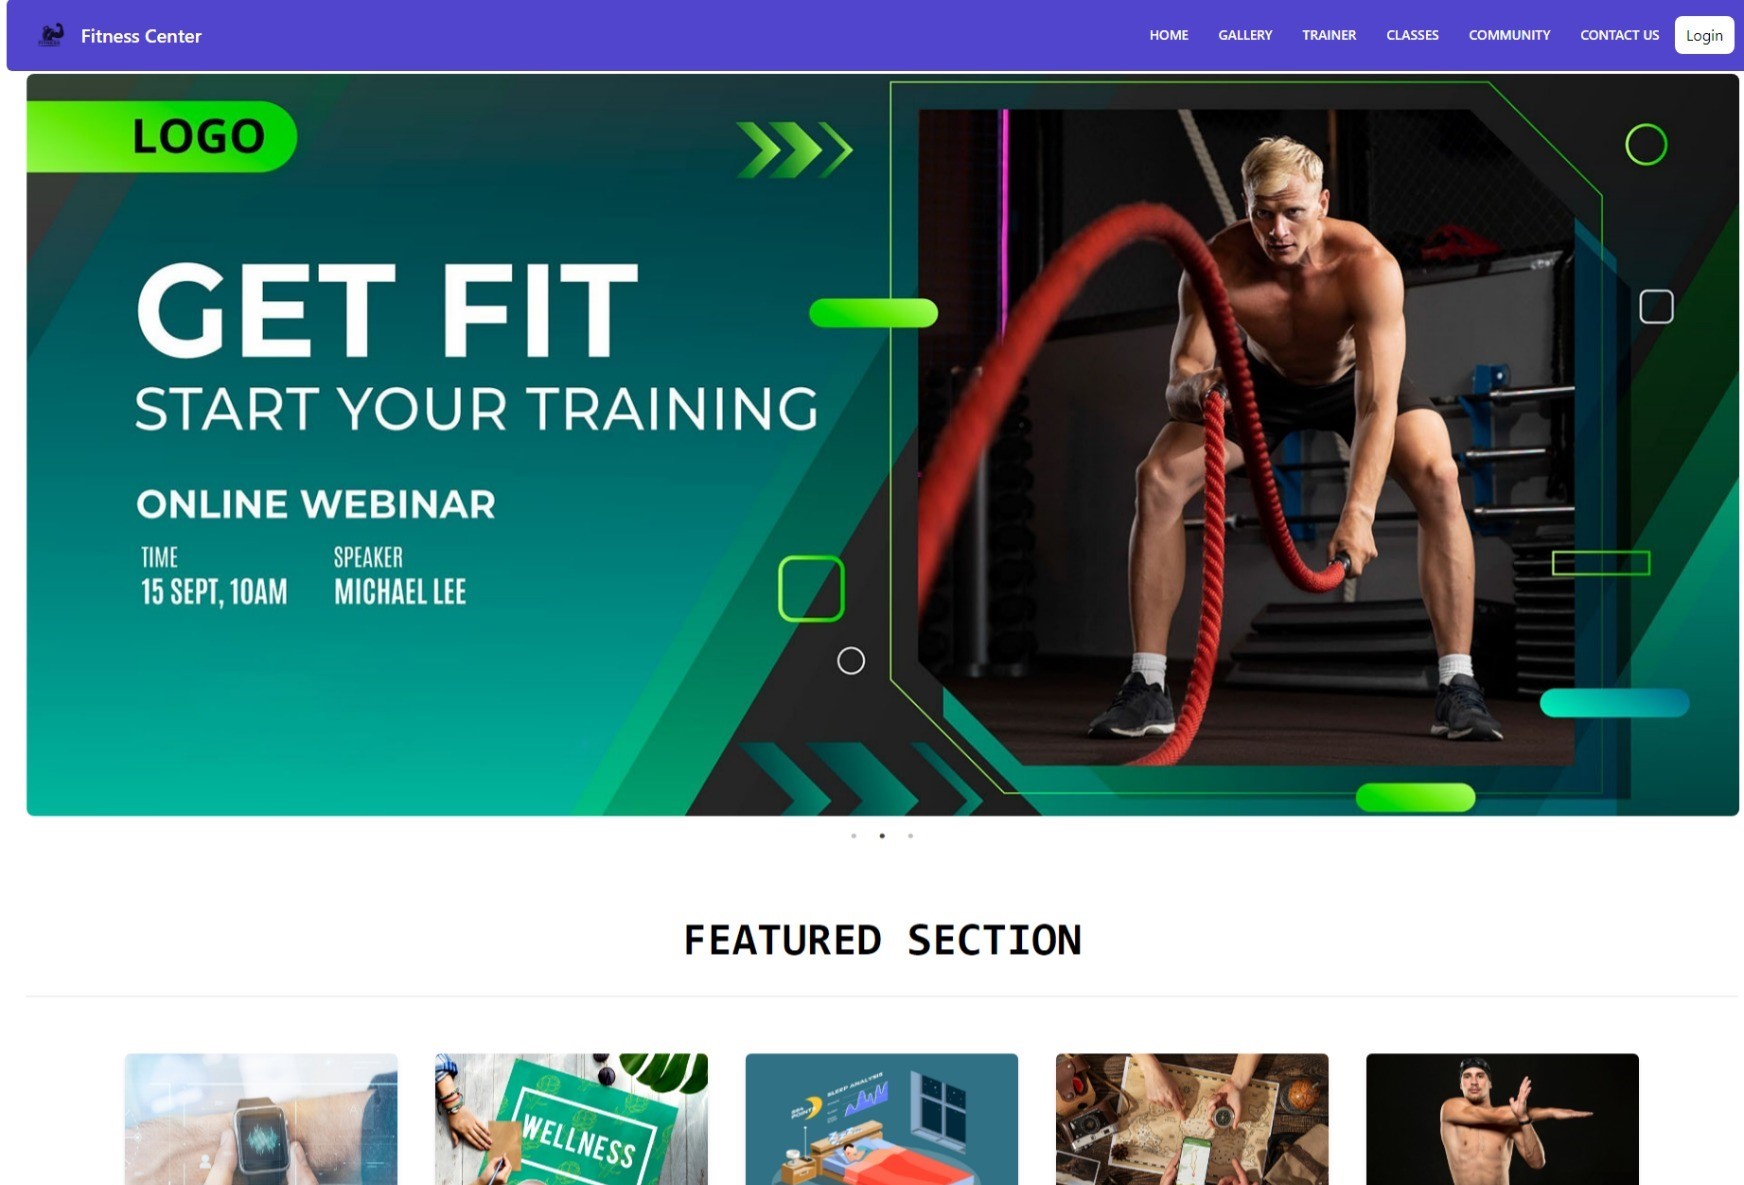 Fitness Center
HOME GALLERY TRAINER CLASSES COMMUNITY CONTACT US Login
LOGO
GET FIT
START YOUR TRAINING
ONLINE WEBINAR
TIME SPEAKER
15 SEPT, 10AM MICHAEL LEE
FEATURED SECTION
WELLNESS
SLEEP ANALYSIS